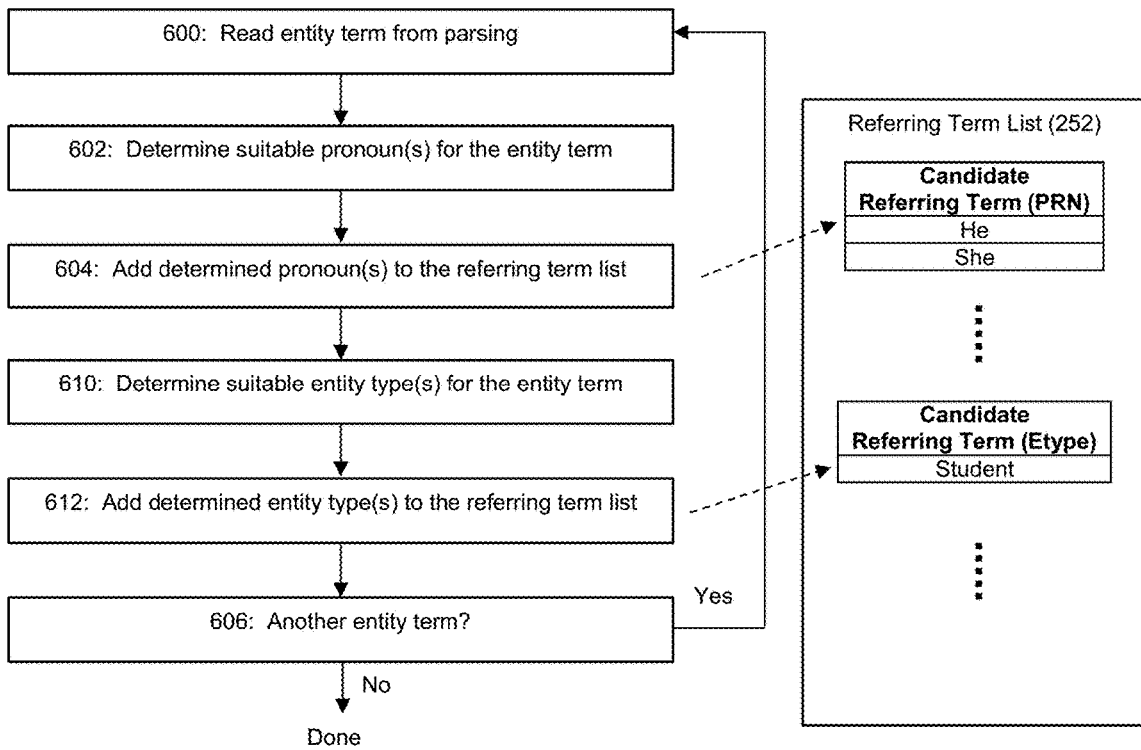 600: Read entity term from parsing
602: Determine suitable pronoun(s) for the entity term
604: Add determined pronoun(s) to the referring term list
610: Determine suitable entity type(s) for the entity term
612: Add determined entity type(s) to the referring term list
606: Another entity term?
Yes
No
Done
Referring Term List (252)
Candidate
Referring Term (PRN)
He
She
Candidate
Referring Term (Etype)
Student